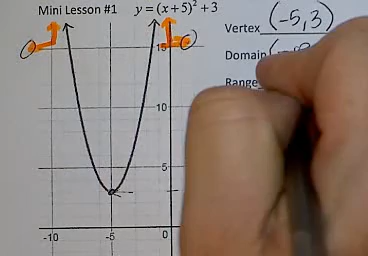 Mini Lesson #1 y = (x + 5)² + 3
Vertex (-5,3)
Domain (-∞
Range
15
10
5
-10 -5 0